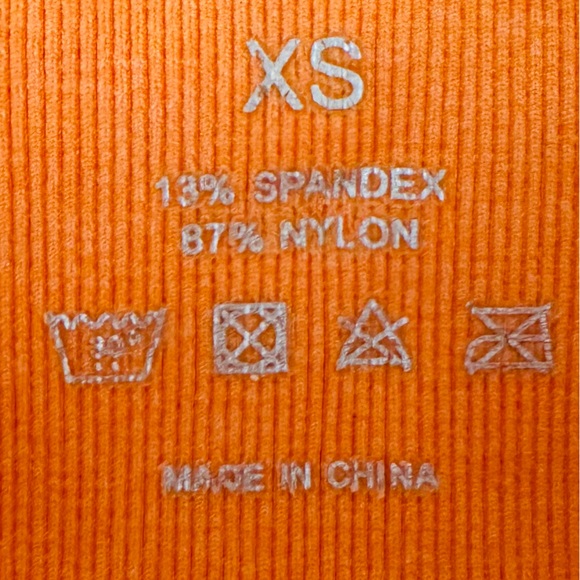 XS
13% SPANDEX
87% NYLON
MADE IN CHINA